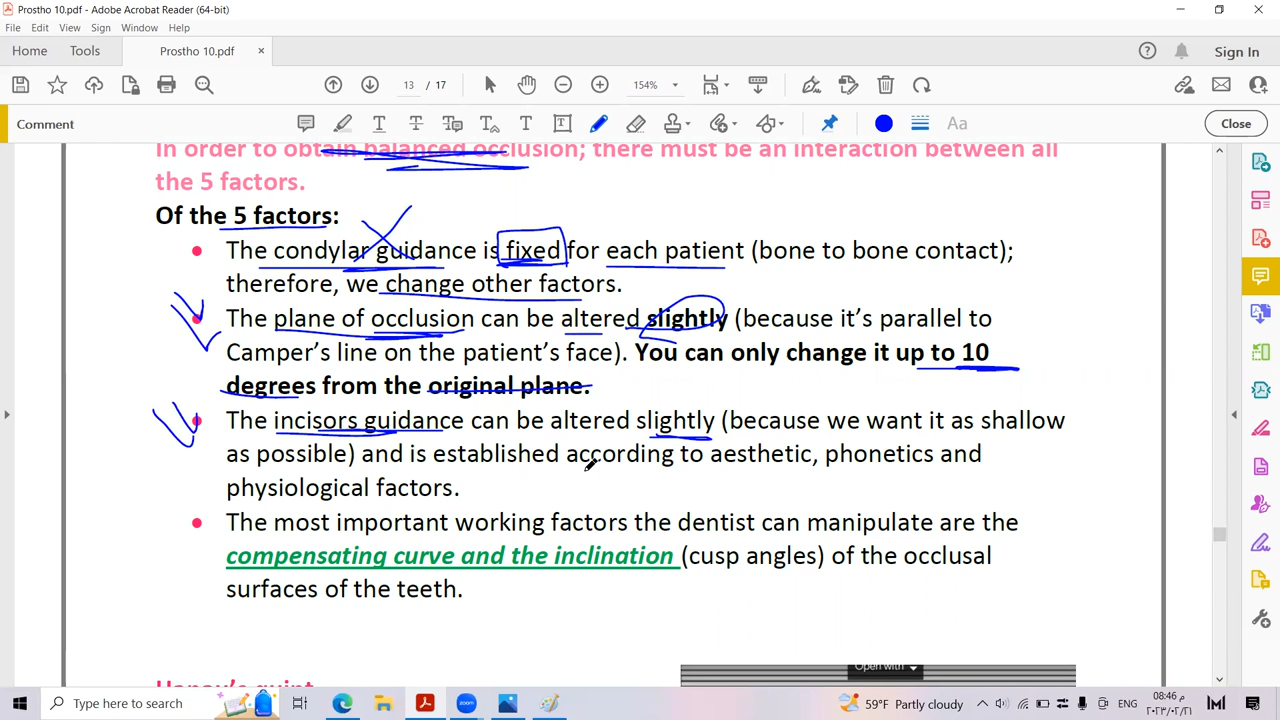 Prostho 10.pdf - Adobe Acrobat Reader (64-bit)
File Edit View Sign Window Help
Home Tools Prostho 10.pdf × Sign In
13 / 17 154%
Comment Aa Close
In order to obtain balanced occlusion; there must be an interaction between all
the 5 factors.
Of the 5 factors:
The condylar guidance is fixed for each patient (bone to bone contact);
therefore, we change other factors.
The plane of occlusion can be altered slightly (because it’s parallel to
Camper’s line on the patient’s face). You can only change it up to 10
degrees from the original plane.
The incisors guidance can be altered slightly (because we want it as shallow
as possible) and is established according to aesthetic, phonetics and
physiological factors.
The most important working factors the dentist can manipulate are the
compensating curve and the inclination (cusp angles) of the occlusal
surfaces of the teeth.
Open with
Type here to search
59°F Partly cloudy
ENG
08:46 م
٢٠٢٣/٠٢/٢١